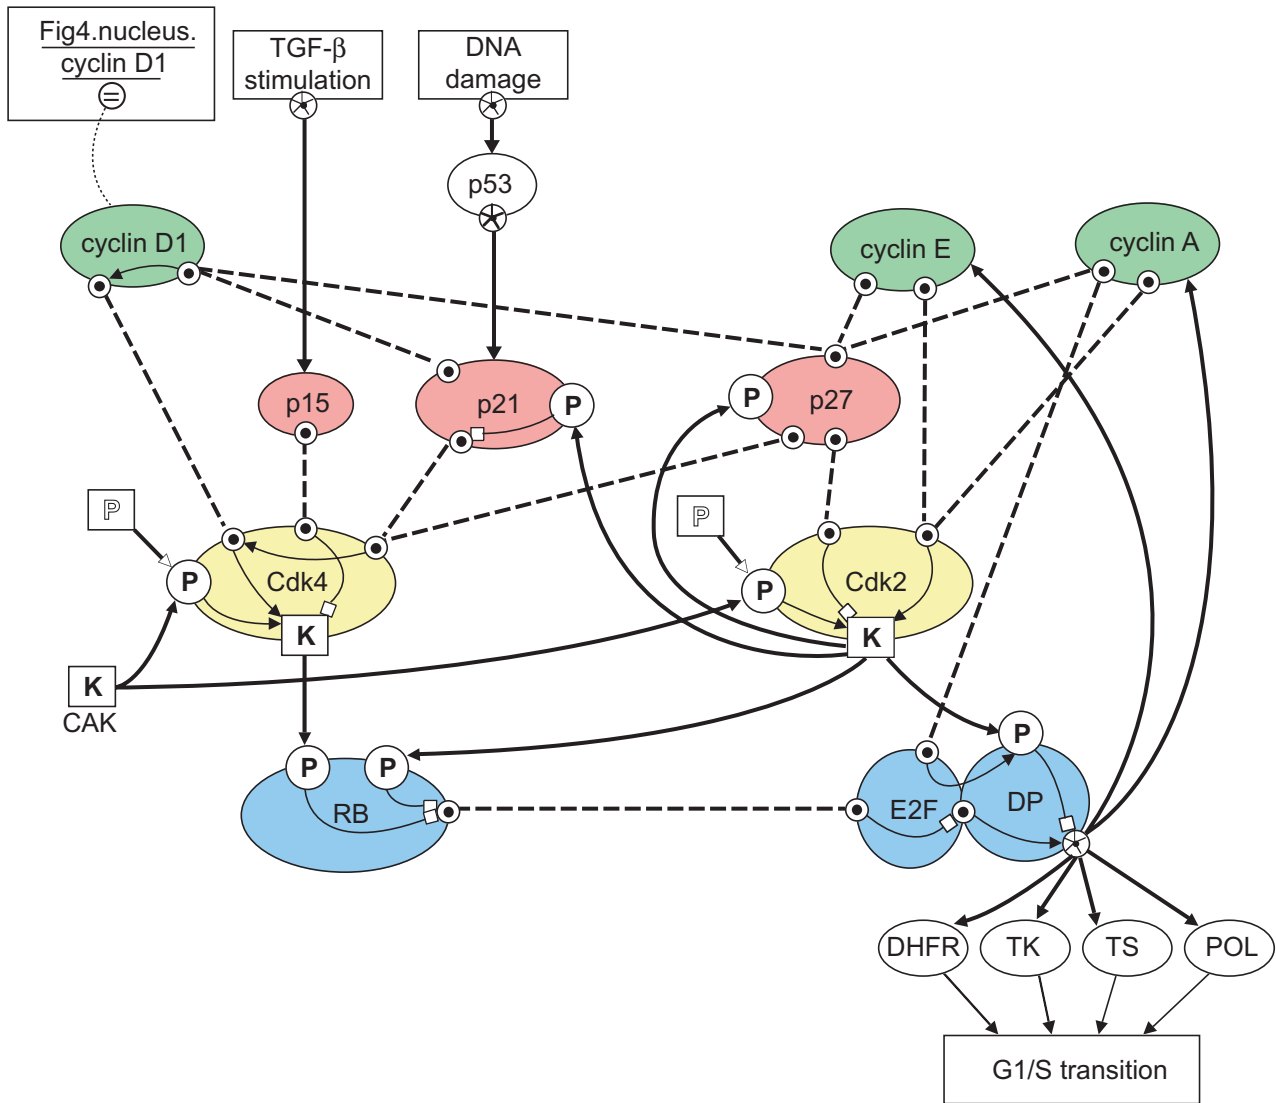 Fig4.nucleus.
cyclin D1
=
TGF-β
stimulation
DNA
damage
p53
cyclin D1
cyclin E
cyclin A
p15
p21
P
P
p27
P
P
P
Cdk4
K
P
Cdk2
K
K
CAK
P
P
RB
P
E2F
DP
DHFR
TK
TS
POL
G1/S transition